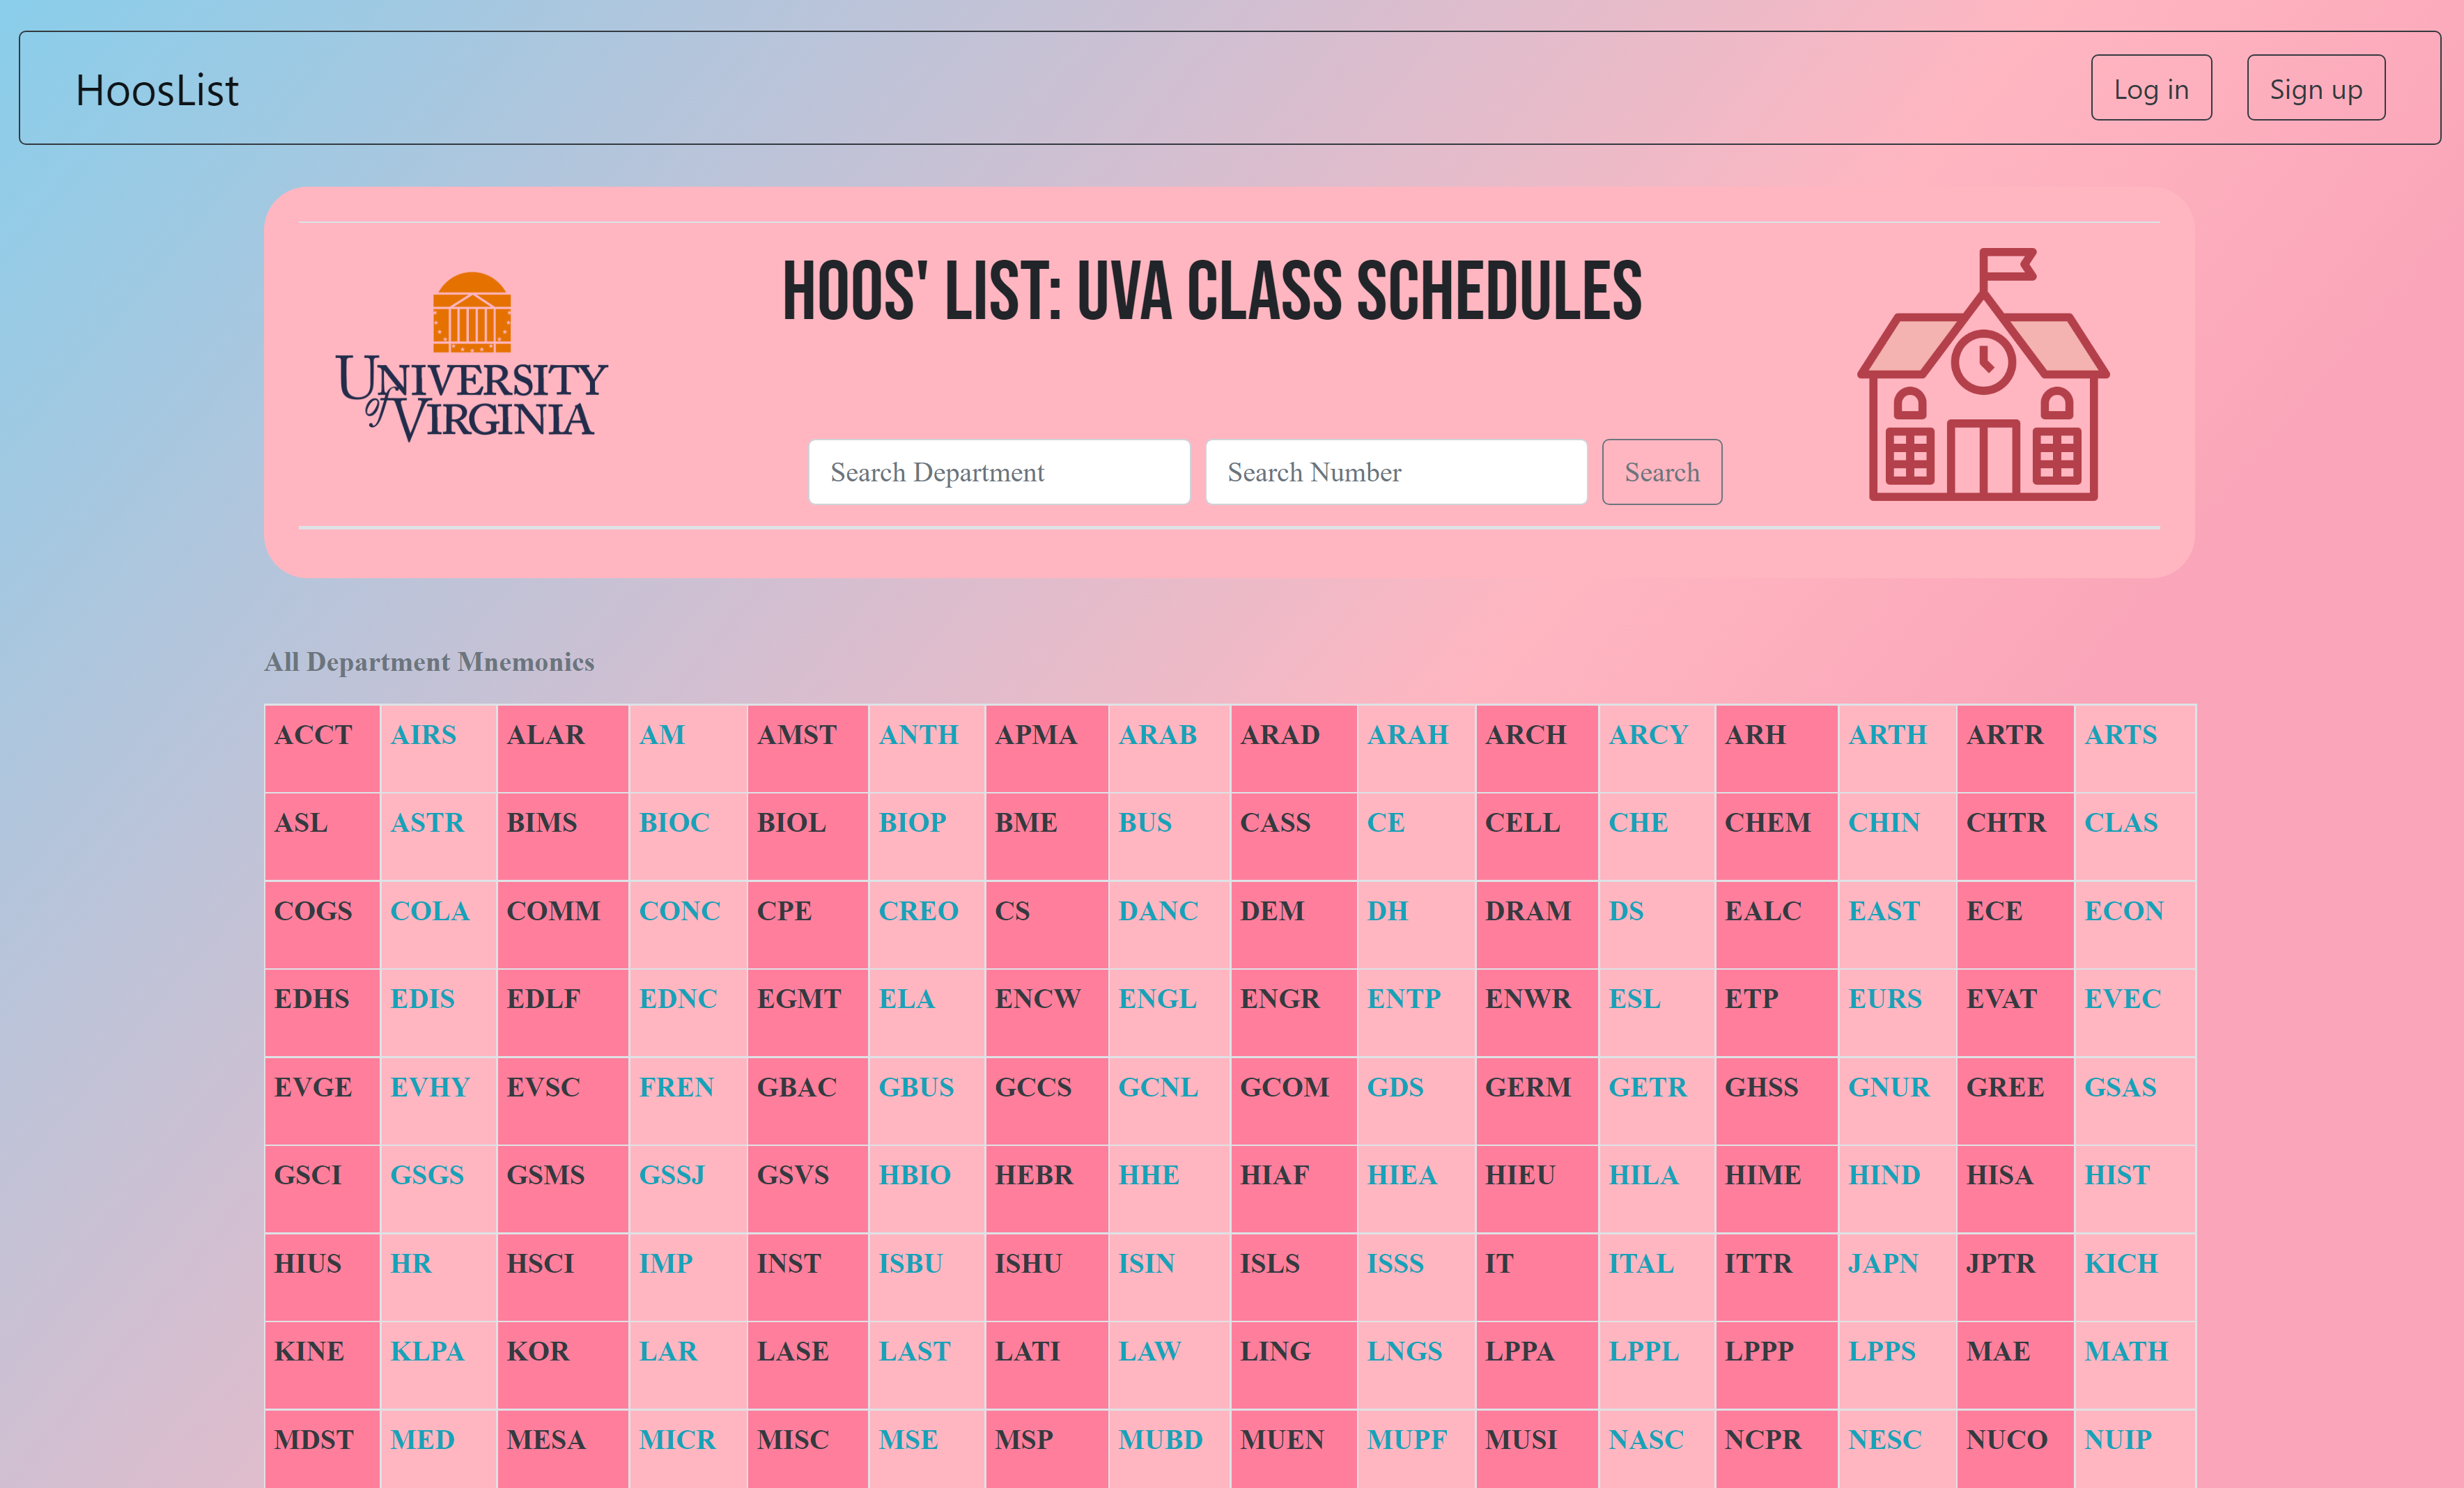 HoosList
Log in
Sign up
HOOS' LIST: UVA CLASS SCHEDULES
UNIVERSITY
of VIRGINIA
Search Department
Search Number
Search
All Department Mnemonics
ACCT AIRS ALAR AM AMST ANTH APMA ARAB ARAD ARAH ARCH ARCY ARH ARTH ARTR ARTS
ASL ASTR BIMS BIOC BIOL BIOP BME BUS CASS CE CELL CHE CHEM CHIN CHTR CLAS
COGS COLA COMM CONC CPE CREO CS DANC DEM DH DRAM DS EALC EAST ECE ECON
EDHS EDIS EDLF EDNC EGMT ELA ENCW ENGL ENGR ENTP ENWR ESL ETP EURS EVAT EVEC
EVGE EVHY EVSC FREN GBAC GBUS GCCS GCNL GCOM GDS GERM GETR GHSS GNUR GREE GSAS
GSCI GSGS GSMS GSSJ GSVS HBIO HEBR HHE HIAF HIEA HIEU HILA HIME HIND HISA HIST
HIUS HR HSCI IMP INST ISBU ISHU ISIN ISLS ISSS IT ITAL ITTR JAPN JPTR KICH
KINE KLPA KOR LAR LASE LAST LATI LAW LING LNGS LPPA LPPL LPPP LPPS MAE MATH
MDST MED MESA MICR MISC MSE MSP MUBD MUEN MUPF MUSI NASC NCPR NESC NUCO NUIP